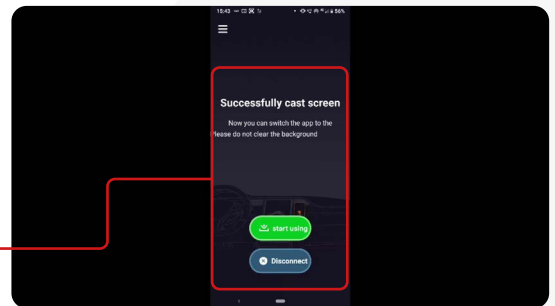 15:43
56%
Successfully cast screen
Now you can switch the app to the
Please do not clear the background
start using
Disconnect